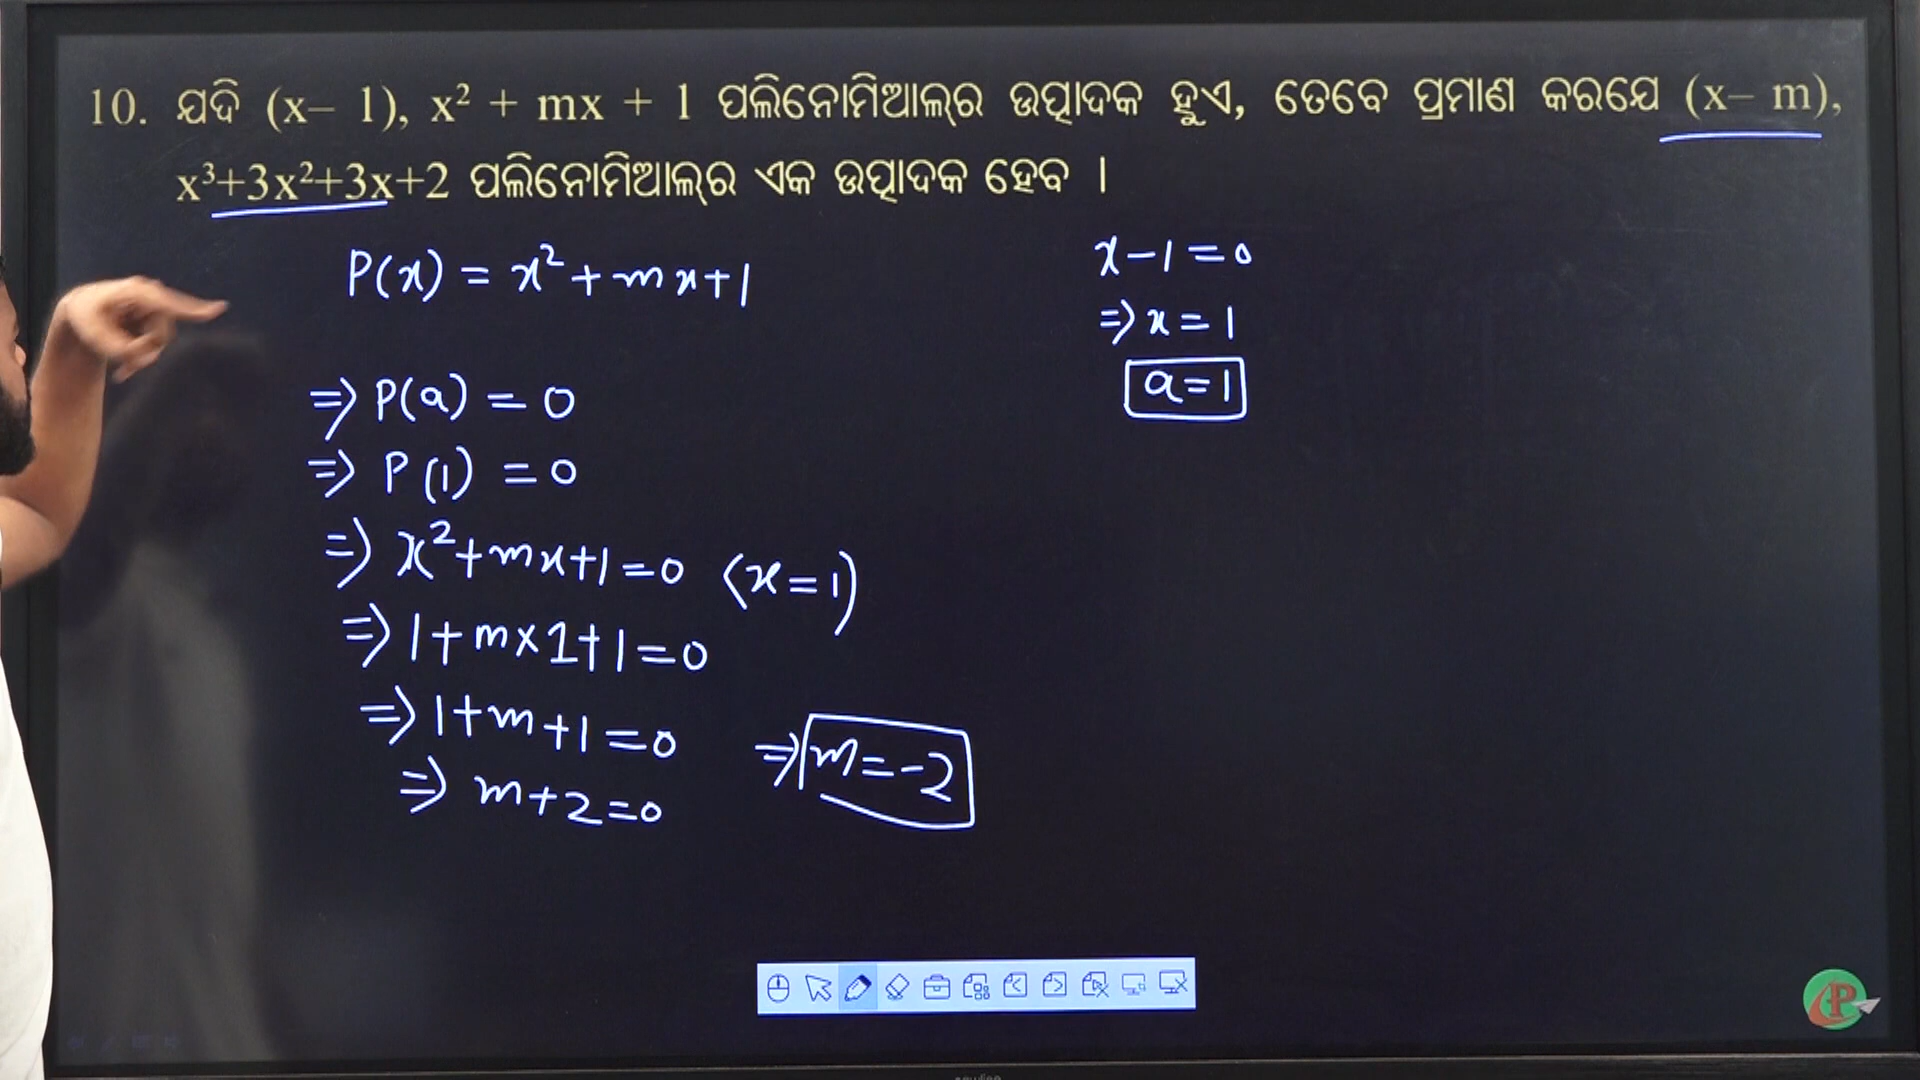 10. ଯଦି (x– 1), x² + mx + 1 ପଲିନୋମିଆଲ୍‌ର ଉତ୍ପାଦକ ହୁଏ, ତେବେ ପ୍ରମାଣ କରଯେ (x– m),
x³+3x²+3x+2 ପଲିନୋମିଆଲ୍‌ର ଏକ ଉତ୍ପାଦକ ହେବ ।
P(x) = x² + mx+1
⇒ P(a) = 0
⇒ P(1) = 0
⇒ x²+mx+1=0 (x=1)
⇒ 1+m×1+1=0
⇒ 1+m+1=0
⇒ m+2=0
⇒ m=-2
x-1=0
⇒ x=1
a=1